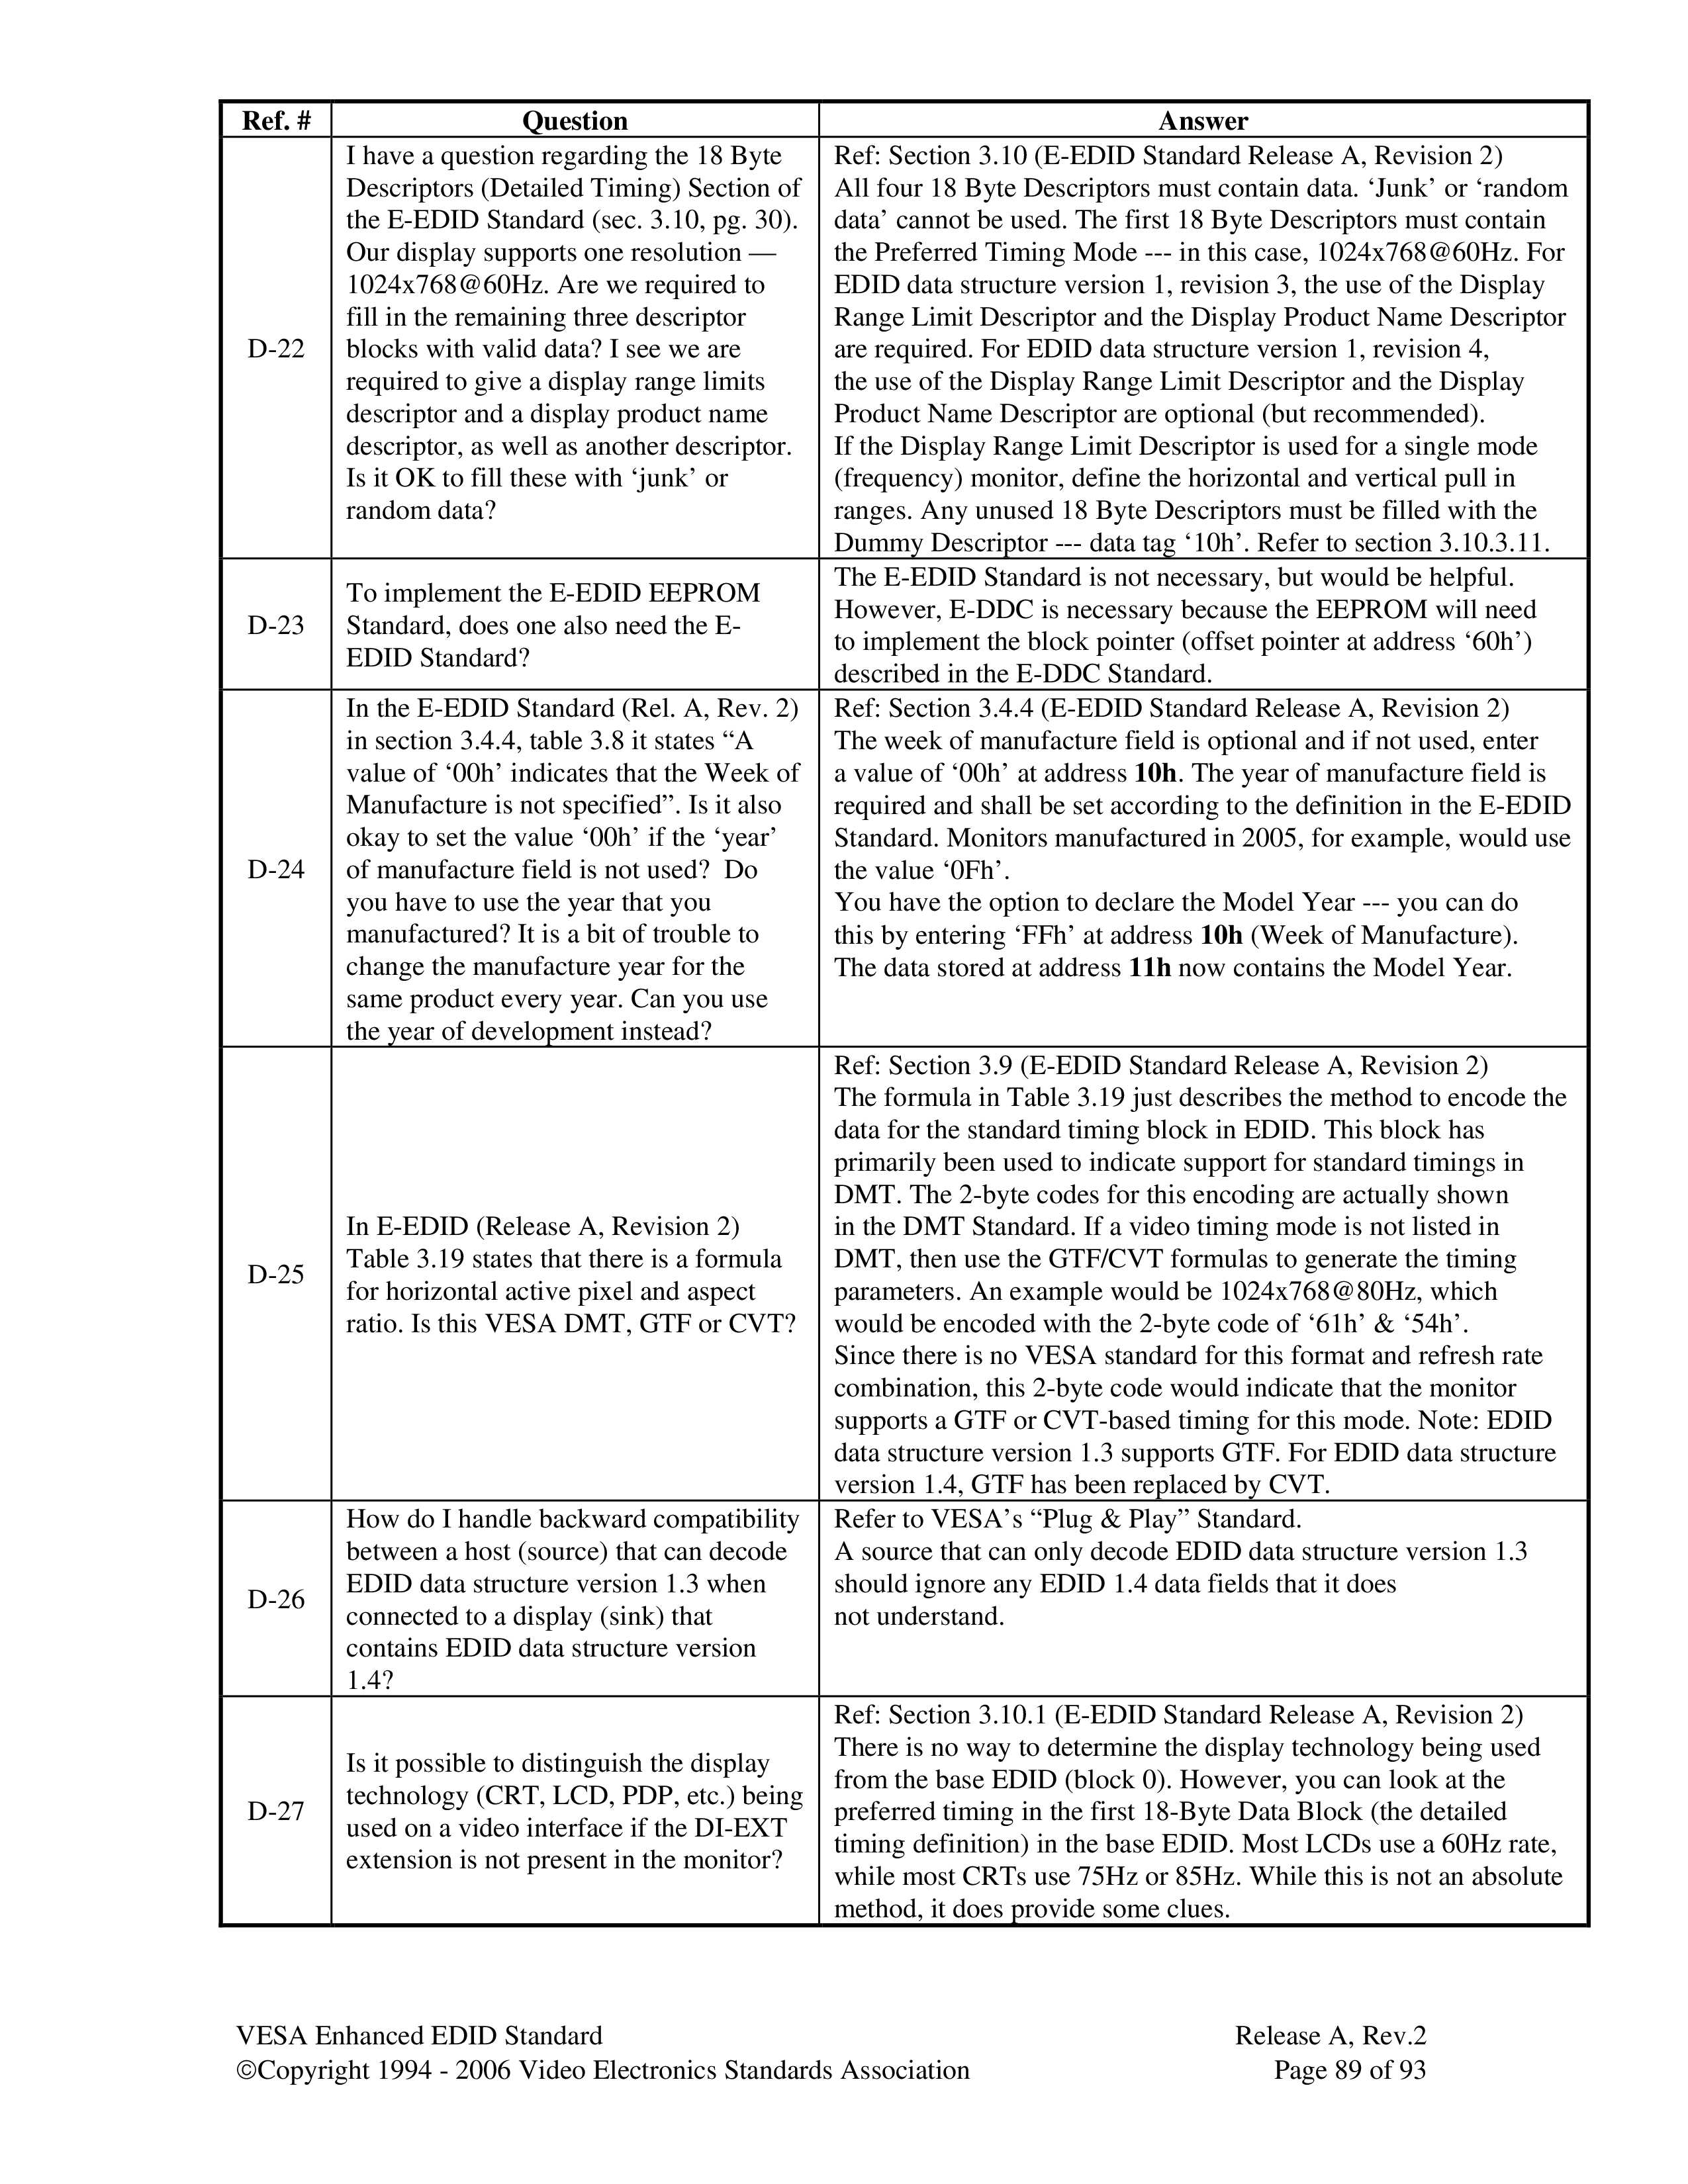 Ref. #
Question
Answer
D-22
I have a question regarding the 18 Byte
Descriptors (Detailed Timing) Section of
the E-EDID Standard (sec. 3.10, pg. 30).
Our display supports one resolution —
1024x768@60Hz. Are we required to
fill in the remaining three descriptor
blocks with valid data? I see we are
required to give a display range limits
descriptor and a display product name
descriptor, as well as another descriptor.
Is it OK to fill these with ‘junk’ or
random data?
Ref: Section 3.10 (E-EDID Standard Release A, Revision 2)
All four 18 Byte Descriptors must contain data. ‘Junk’ or ‘random
data’ cannot be used. The first 18 Byte Descriptors must contain
the Preferred Timing Mode --- in this case, 1024x768@60Hz. For
EDID data structure version 1, revision 3, the use of the Display
Range Limit Descriptor and the Display Product Name Descriptor
are required. For EDID data structure version 1, revision 4,
the use of the Display Range Limit Descriptor and the Display
Product Name Descriptor are optional (but recommended).
If the Display Range Limit Descriptor is used for a single mode
(frequency) monitor, define the horizontal and vertical pull in
ranges. Any unused 18 Byte Descriptors must be filled with the
Dummy Descriptor --- data tag ‘10h’. Refer to section 3.10.3.11.
D-23
To implement the E-EDID EEPROM
Standard, does one also need the E-
EDID Standard?
The E-EDID Standard is not necessary, but would be helpful.
However, E-DDC is necessary because the EEPROM will need
to implement the block pointer (offset pointer at address ‘60h’)
described in the E-DDC Standard.
D-24
In the E-EDID Standard (Rel. A, Rev. 2)
in section 3.4.4, table 3.8 it states “A
value of ‘00h’ indicates that the Week of
Manufacture is not specified”. Is it also
okay to set the value ‘00h’ if the ‘year’
of manufacture field is not used?  Do
you have to use the year that you
manufactured? It is a bit of trouble to
change the manufacture year for the
same product every year. Can you use
the year of development instead?
Ref: Section 3.4.4 (E-EDID Standard Release A, Revision 2)
The week of manufacture field is optional and if not used, enter
a value of ‘00h’ at address 10h. The year of manufacture field is
required and shall be set according to the definition in the E-EDID
Standard. Monitors manufactured in 2005, for example, would use
the value ‘0Fh’.
You have the option to declare the Model Year --- you can do
this by entering ‘FFh’ at address 10h (Week of Manufacture).
The data stored at address 11h now contains the Model Year.
D-25
In E-EDID (Release A, Revision 2)
Table 3.19 states that there is a formula
for horizontal active pixel and aspect
ratio. Is this VESA DMT, GTF or CVT?
Ref: Section 3.9 (E-EDID Standard Release A, Revision 2)
The formula in Table 3.19 just describes the method to encode the
data for the standard timing block in EDID. This block has
primarily been used to indicate support for standard timings in
DMT. The 2-byte codes for this encoding are actually shown
in the DMT Standard. If a video timing mode is not listed in
DMT, then use the GTF/CVT formulas to generate the timing
parameters. An example would be 1024x768@80Hz, which
would be encoded with the 2-byte code of ‘61h’ & ‘54h’.
Since there is no VESA standard for this format and refresh rate
combination, this 2-byte code would indicate that the monitor
supports a GTF or CVT-based timing for this mode. Note: EDID
data structure version 1.3 supports GTF. For EDID data structure
version 1.4, GTF has been replaced by CVT.
D-26
How do I handle backward compatibility
between a host (source) that can decode
EDID data structure version 1.3 when
connected to a display (sink) that
contains EDID data structure version
1.4?
Refer to VESA’s “Plug & Play” Standard.
A source that can only decode EDID data structure version 1.3
should ignore any EDID 1.4 data fields that it does
not understand.
D-27
Is it possible to distinguish the display
technology (CRT, LCD, PDP, etc.) being
used on a video interface if the DI-EXT
extension is not present in the monitor?
Ref: Section 3.10.1 (E-EDID Standard Release A, Revision 2)
There is no way to determine the display technology being used
from the base EDID (block 0). However, you can look at the
preferred timing in the first 18-Byte Data Block (the detailed
timing definition) in the base EDID. Most LCDs use a 60Hz rate,
while most CRTs use 75Hz or 85Hz. While this is not an absolute
method, it does provide some clues.
VESA Enhanced EDID Standard
Release A, Rev.2
©Copyright 1994 - 2006 Video Electronics Standards Association
Page 89 of 93